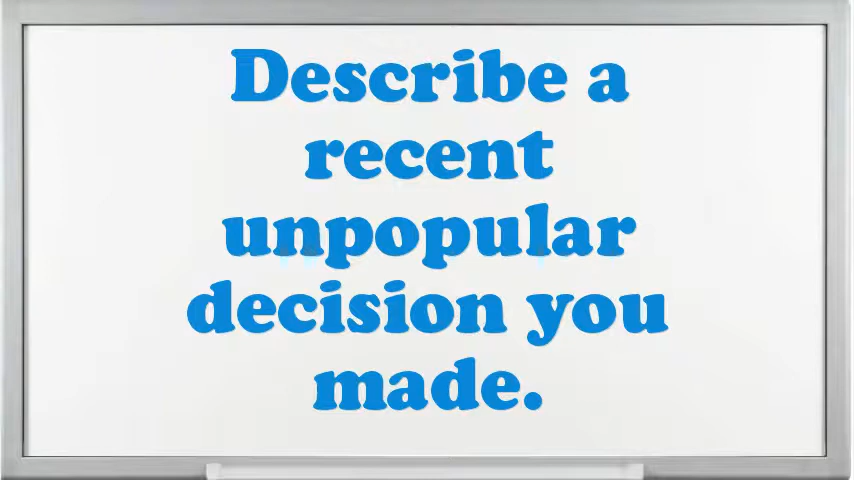 Describe a
recent
unpopular
decision you
made.